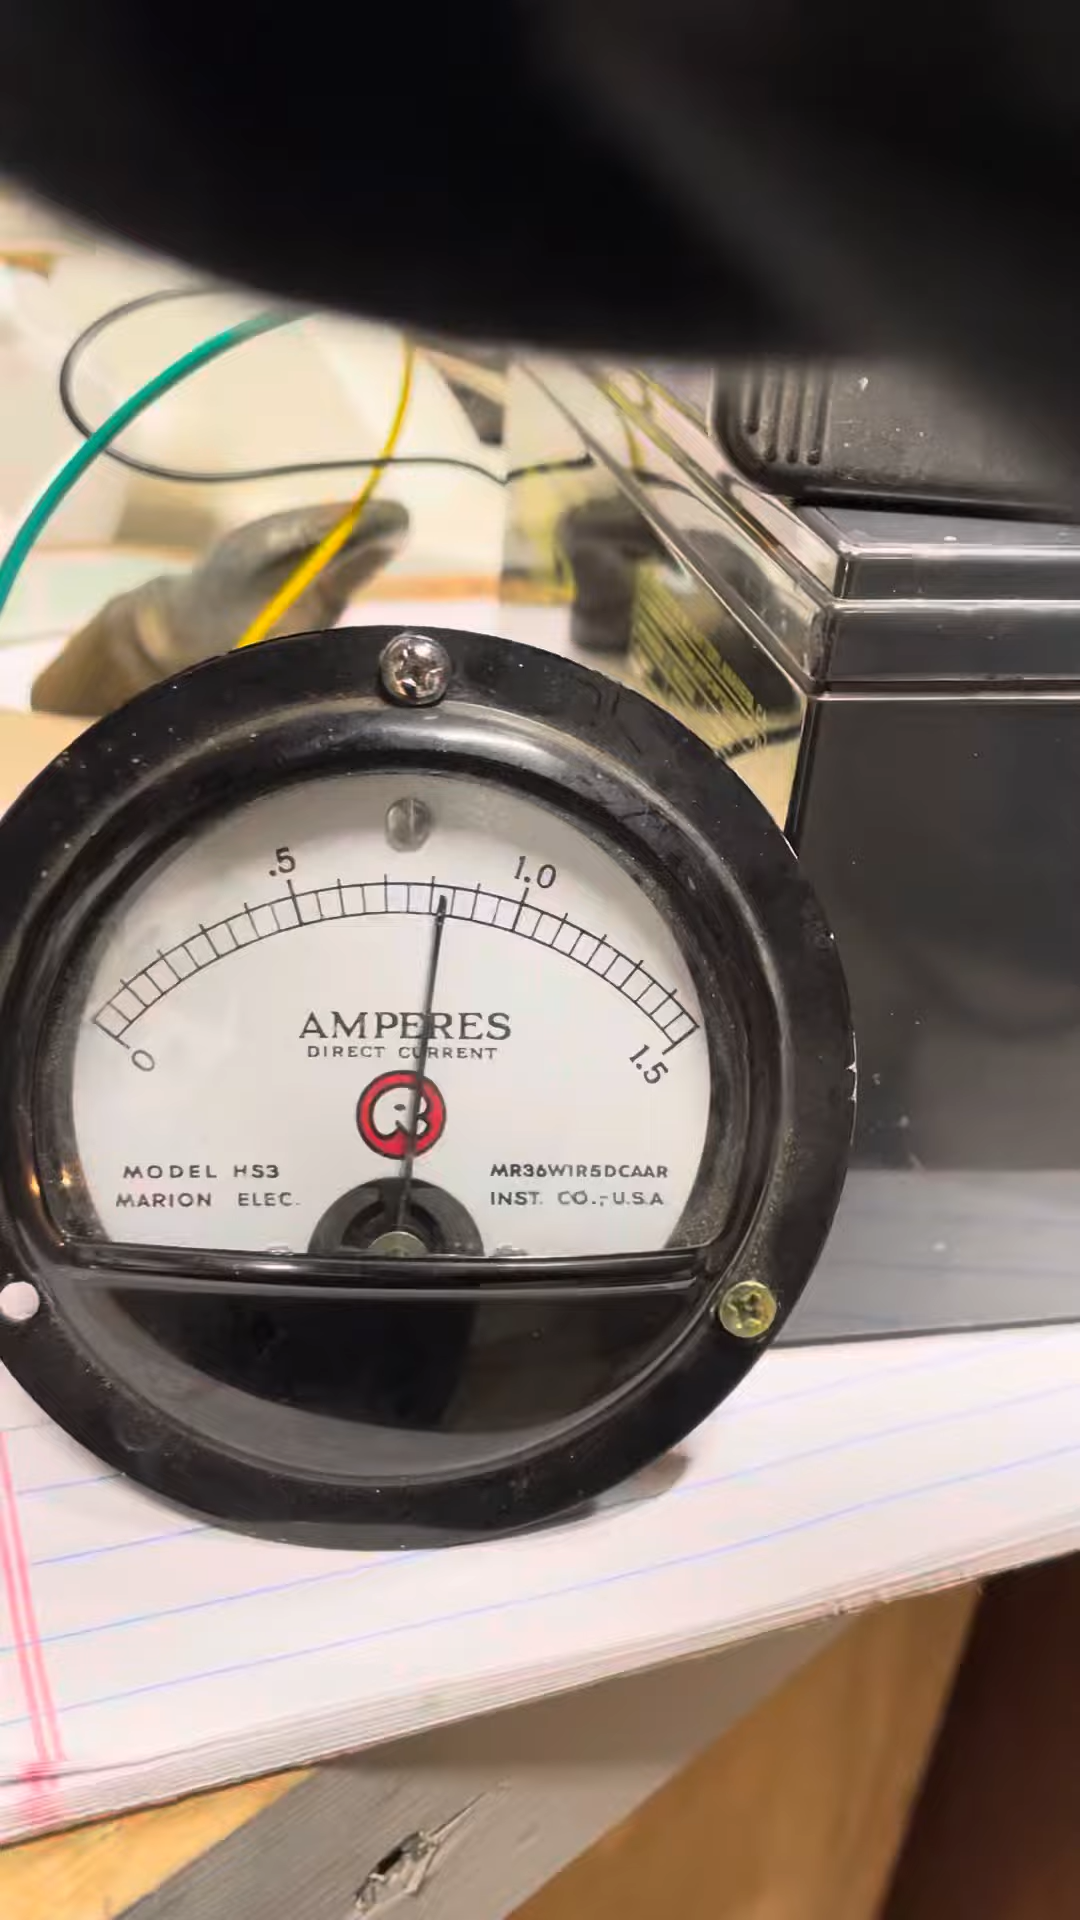 .5
1.0
0
1.5
AMPERES
DIRECT CURRENT
MODEL HS3
MR36W1R5DCAAR
MARION ELEC.
INST. CO., U.S.A